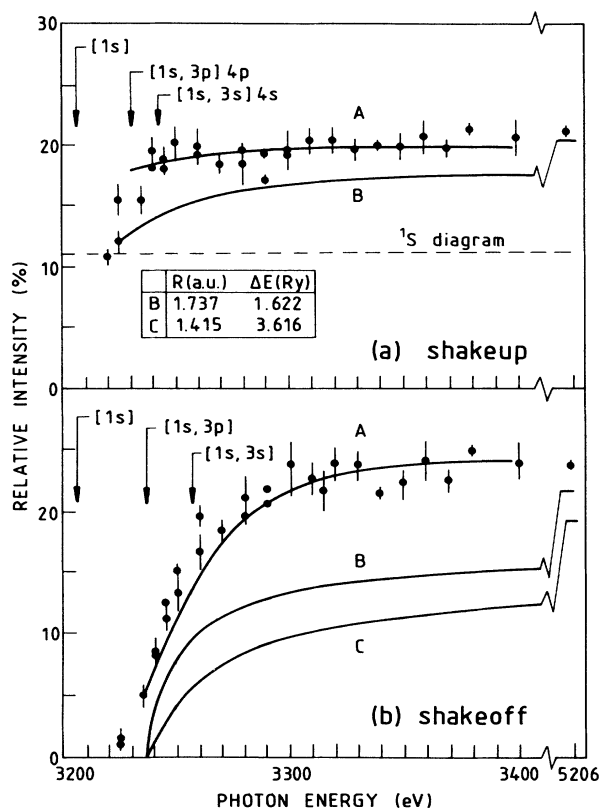 30
[1s]
[1s, 3p] 4p
[1s, 3s] 4s
A
20
B
¹S diagram
10
R(a.u.) ΔE(Ry)
B 1.737 1.622
C 1.415 3.616
(a) shakeup
0
RELATIVE INTENSITY (%)
[1s]
[1s, 3p]
[1s, 3s]
A
20
B
10
C
(b) shakeoff
0
3200 3300 3400 5206
PHOTON ENERGY (eV)